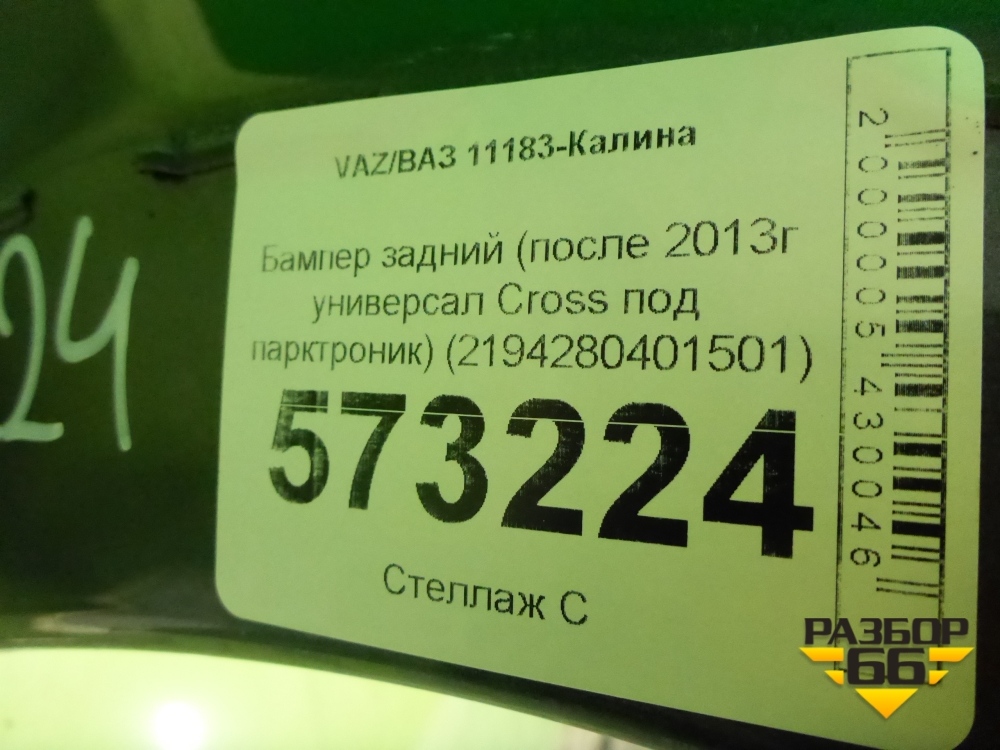 VAZ/ВАЗ 11183-Калина
Бампер задний (после 2013г
универсал Cross под
парктроник) (2194280401501)
573224
Стеллаж С
2000005430046
24
РАЗБОР
66